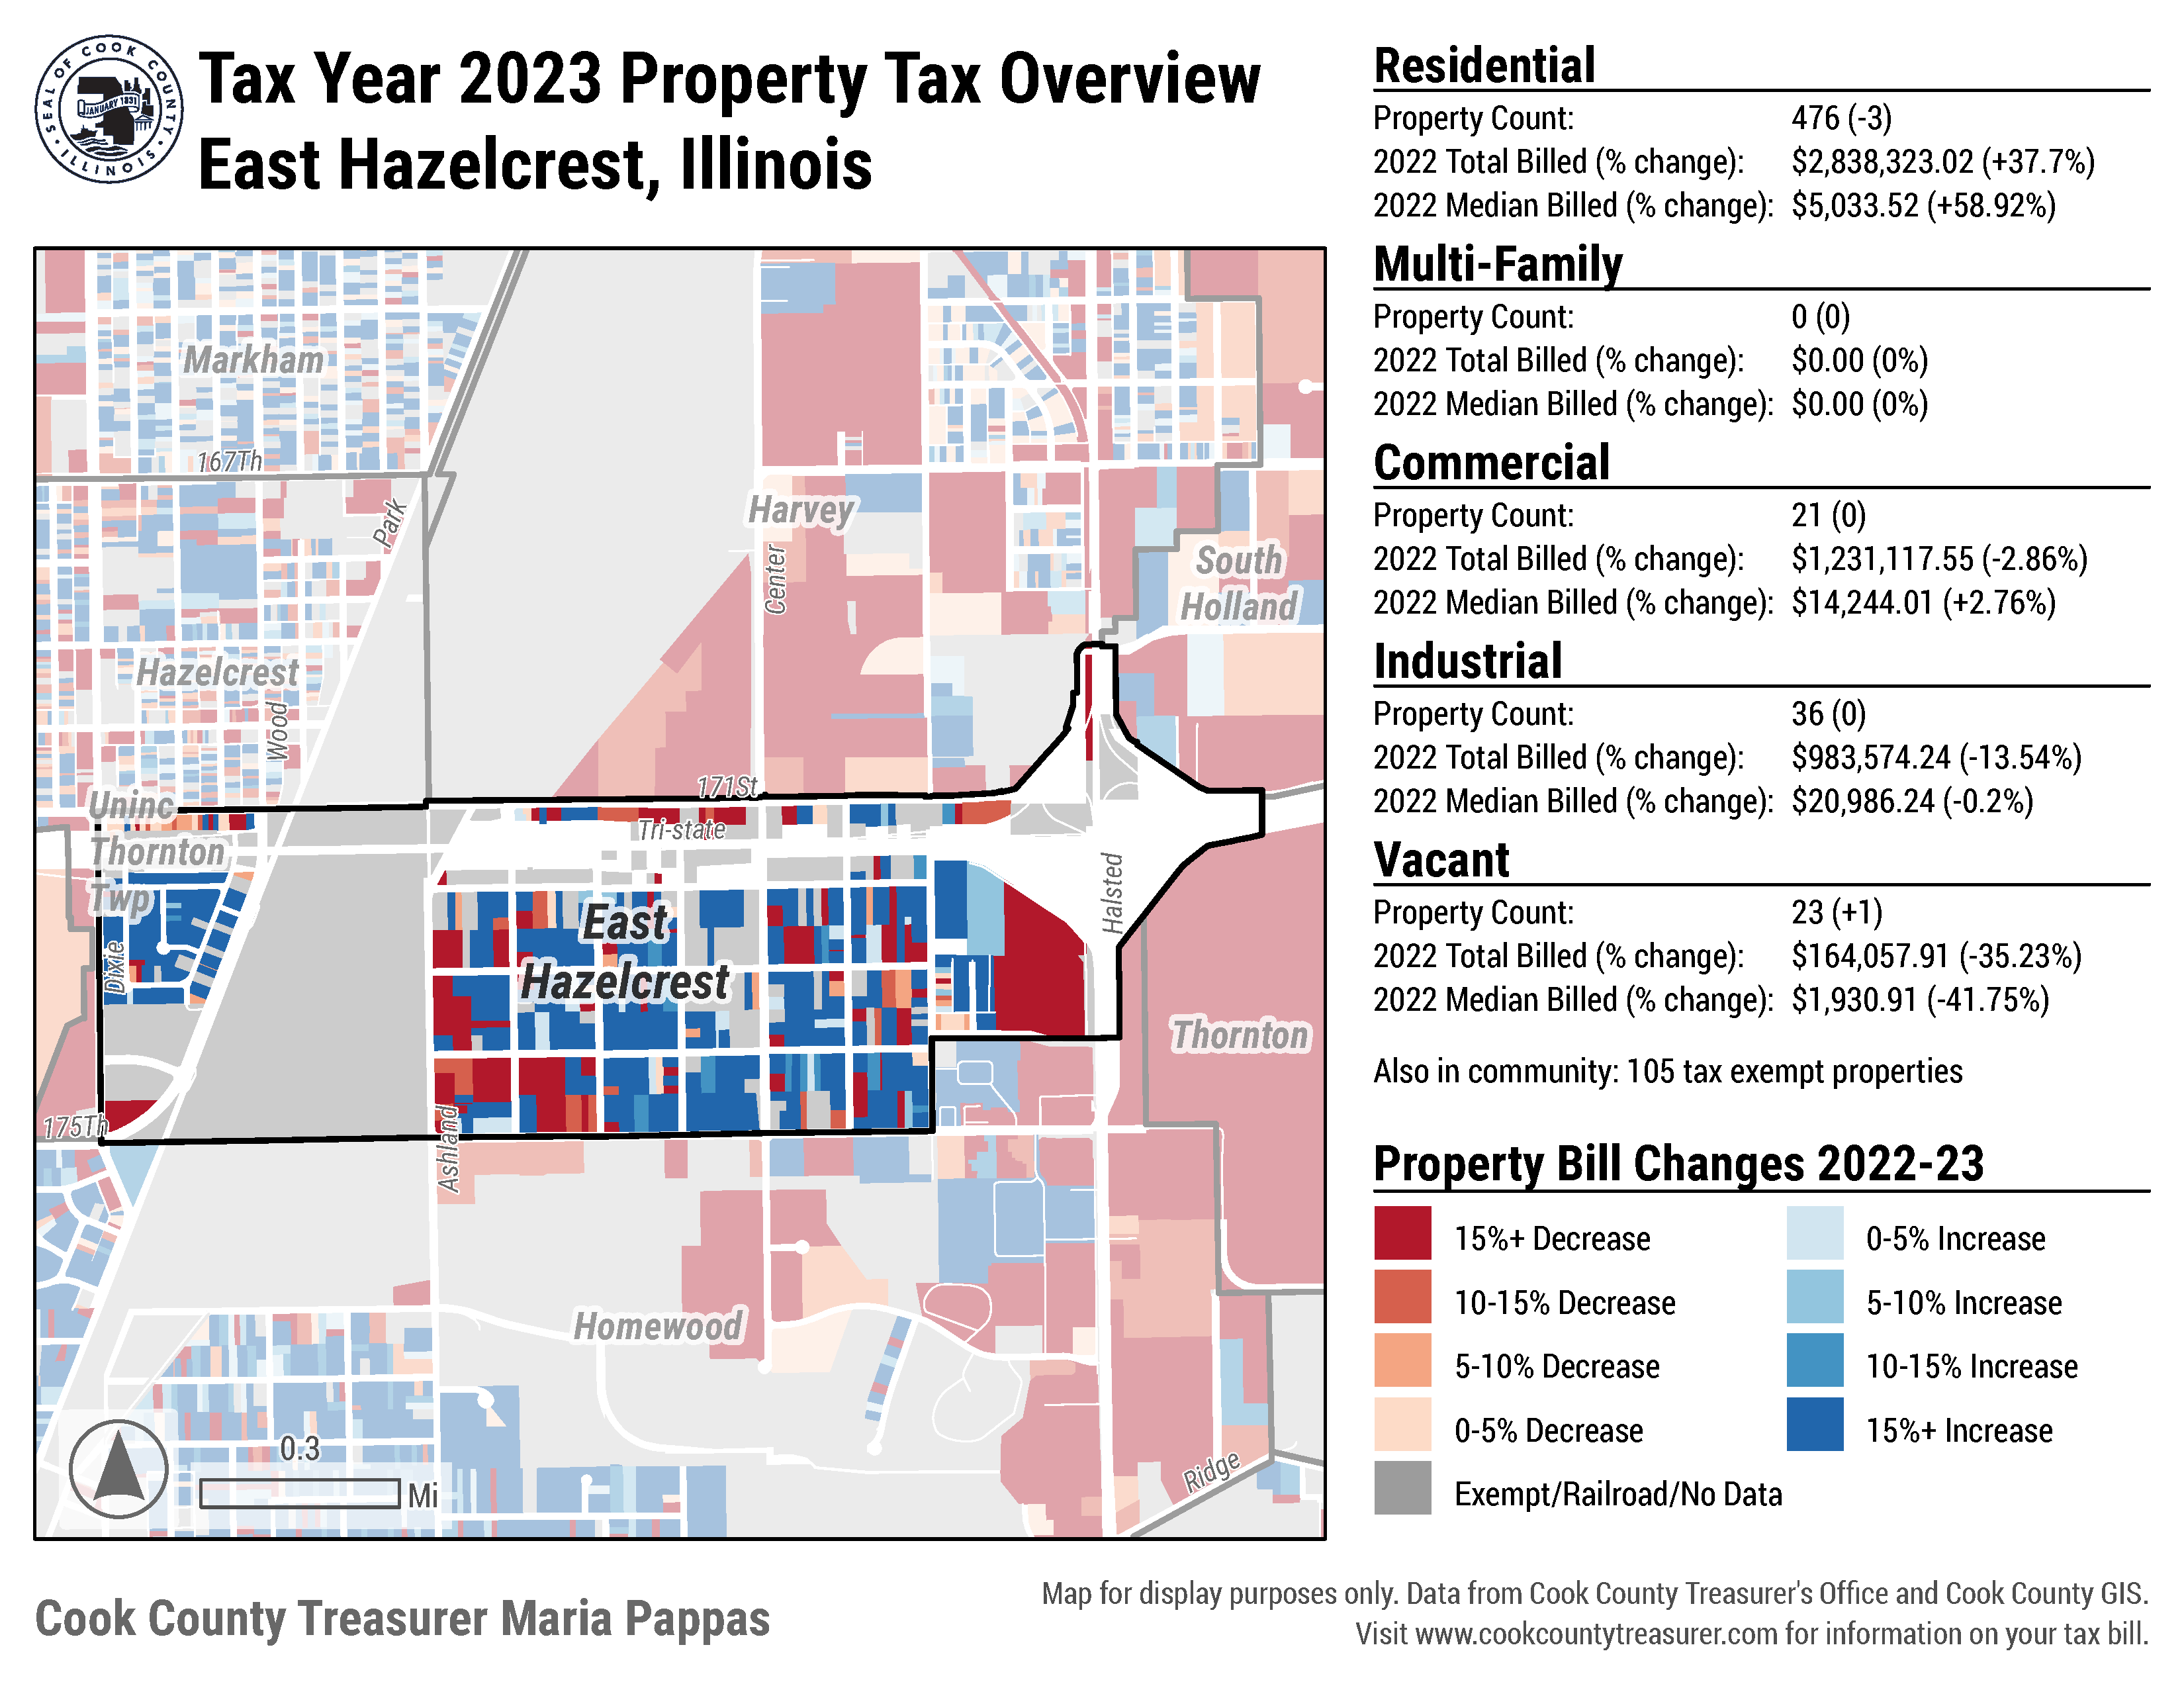 SEAL OF COOK COUNTY
ILLINOIS
JANUARY 1831
Tax Year 2023 Property Tax Overview
East Hazelcrest, Illinois
Markham
167Th
Park
Harvey
Center
South
Holland
Hazelcrest
Wood
171St
Uninc
Thornton
Twp
Tri-state
Dixie
East
Hazelcrest
Halsted
Thornton
175Th
Ashland
Homewood
Ridge
0.3
Mi
Residential
Property Count: 476 (-3)
2022 Total Billed (% change): $2,838,323.02 (+37.7%)
2022 Median Billed (% change): $5,033.52 (+58.92%)
Multi-Family
Property Count: 0 (0)
2022 Total Billed (% change): $0.00 (0%)
2022 Median Billed (% change): $0.00 (0%)
Commercial
Property Count: 21 (0)
2022 Total Billed (% change): $1,231,117.55 (-2.86%)
2022 Median Billed (% change): $14,244.01 (+2.76%)
Industrial
Property Count: 36 (0)
2022 Total Billed (% change): $983,574.24 (-13.54%)
2022 Median Billed (% change): $20,986.24 (-0.2%)
Vacant
Property Count: 23 (+1)
2022 Total Billed (% change): $164,057.91 (-35.23%)
2022 Median Billed (% change): $1,930.91 (-41.75%)
Also in community: 105 tax exempt properties
Property Bill Changes 2022-23
15%+ Decrease
10-15% Decrease
5-10% Decrease
0-5% Decrease
Exempt/Railroad/No Data
0-5% Increase
5-10% Increase
10-15% Increase
15%+ Increase
Cook County Treasurer Maria Pappas
Map for display purposes only. Data from Cook County Treasurer's Office and Cook County GIS.
Visit www.cookcountytreasurer.com for information on your tax bill.